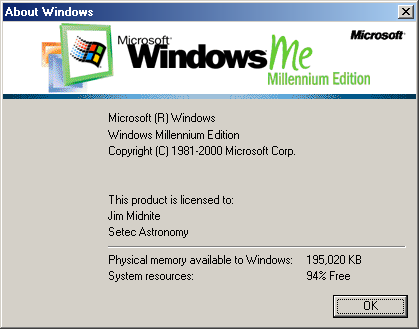 About Windows
Microsoft® Windows Me Millennium Edition
Microsoft®
Microsoft (R) Windows
Windows Millennium Edition
Copyright (C) 1981-2000 Microsoft Corp.
This product is licensed to:
Jim Midnite
Setec Astronomy
Physical memory available to Windows: 195,020 KB
System resources: 94% Free
OK